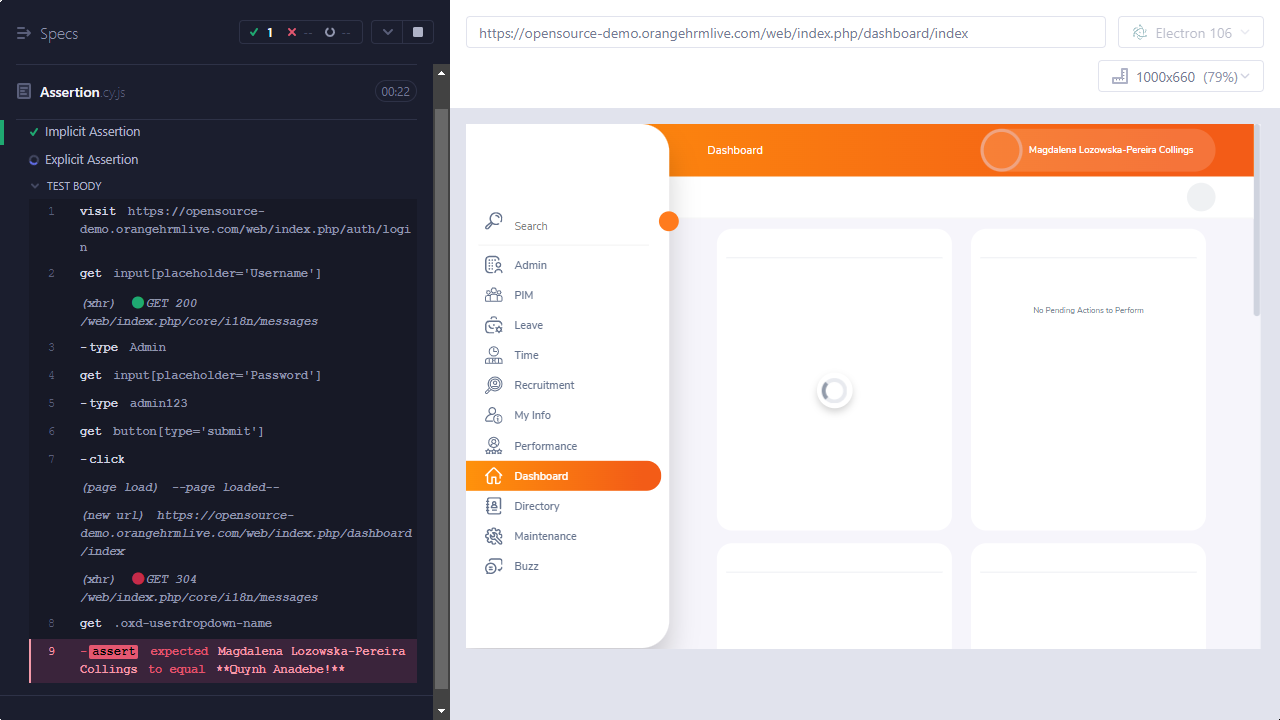 Specs
1
--
--
Assertion.cy.js
00:22
Implicit Assertion
Explicit Assertion
TEST BODY
1 visit https://opensource-
demo.orangehrmlive.com/web/index.php/auth/logi
n
2 get input[placeholder='Username']
(xhr) GET 200
/web/index.php/core/i18n/messages
3 -type Admin
4 get input[placeholder='Password']
5 -type admin123
6 get button[type='submit']
7 -click
(page load) --page loaded--
(new url) https://opensource-
demo.orangehrmlive.com/web/index.php/dashboard
/index
(xhr) GET 304
/web/index.php/core/i18n/messages
8 get .oxd-userdropdown-name
9 -assert expected Magdalena Lozowska-Pereira
Collings to equal **Quynh Anadebe!**
https://opensource-demo.orangehrmlive.com/web/index.php/dashboard/index
Electron 106
1000x660 (79%)
Dashboard
Magdalena Lozowska-Pereira Collings
Search
Admin
PIM
Leave
Time
Recruitment
My Info
Performance
Dashboard
Directory
Maintenance
Buzz
No Pending Actions to Perform